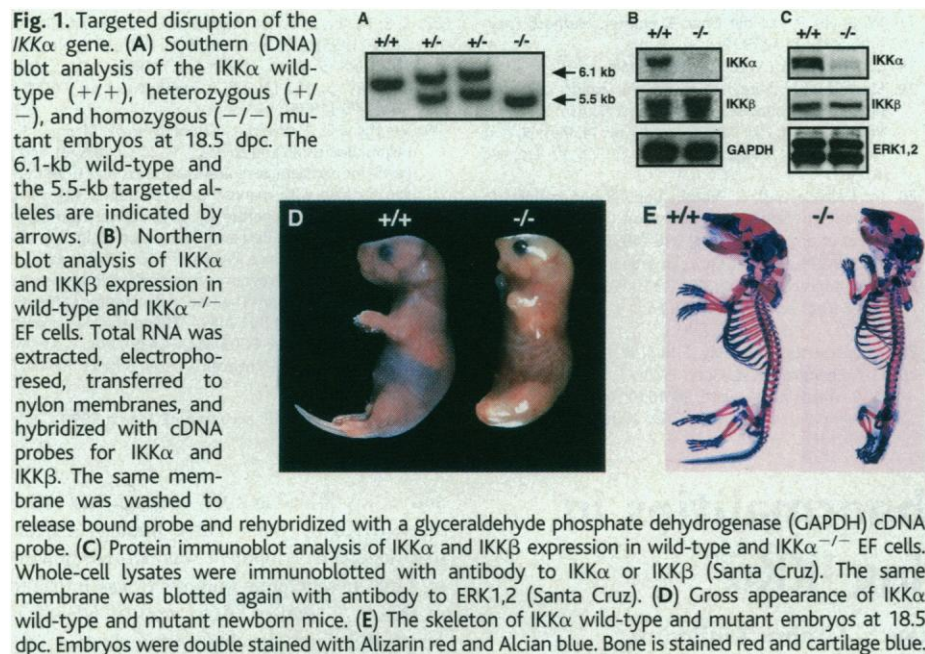 Fig. 1. Targeted disruption of the
IKKα gene. (A) Southern (DNA)
blot analysis of the IKKα wild-
type (+/+), heterozygous (+/
−), and homozygous (−/−) mu-
tant embryos at 18.5 dpc. The
6.1-kb wild-type and
the 5.5-kb targeted al-
leles are indicated by
arrows. (B) Northern
blot analysis of IKKα
and IKKβ expression in
wild-type and IKKα−/−
EF cells. Total RNA was
extracted, electropho-
resed, transferred to
nylon membranes, and
hybridized with cDNA
probes for IKKα and
IKKβ. The same mem-
brane was washed to
release bound probe and rehybridized with a glyceraldehyde phosphate dehydrogenase (GAPDH) cDNA
probe. (C) Protein immunoblot analysis of IKKα and IKKβ expression in wild-type and IKKα−/− EF cells.
Whole-cell lysates were immunoblotted with antibody to IKKα or IKKβ (Santa Cruz). The same
membrane was blotted again with antibody to ERK1,2 (Santa Cruz). (D) Gross appearance of IKKα
wild-type and mutant newborn mice. (E) The skeleton of IKKα wild-type and mutant embryos at 18.5
dpc. Embryos were double stained with Alizarin red and Alcian blue. Bone is stained red and cartilage blue.
A
+/+ +/- +/- -/-
6.1 kb
5.5 kb
B
+/+ -/-
IKKα
IKKβ
GAPDH
C
+/+ -/-
IKKα
IKKβ
ERK1,2
D +/+ -/-
E +/+ -/-